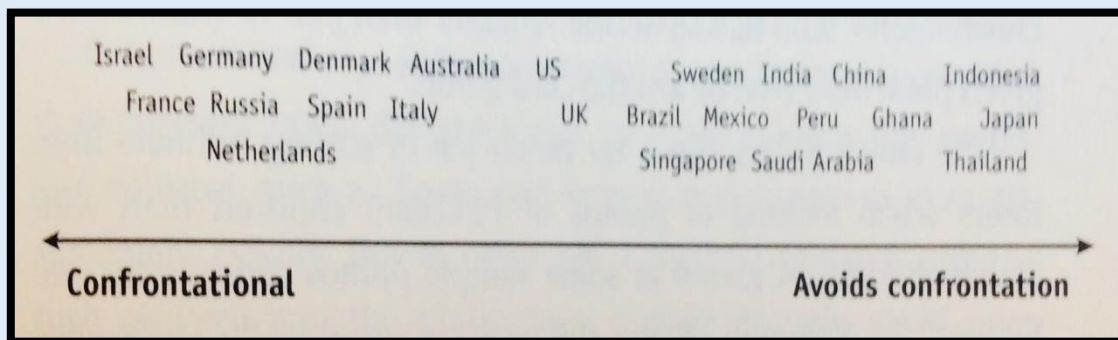 Israel Germany Denmark Australia US Sweden India China Indonesia
France Russia Spain Italy UK Brazil Mexico Peru Ghana Japan
Netherlands Singapore Saudi Arabia Thailand
Confrontational Avoids confrontation